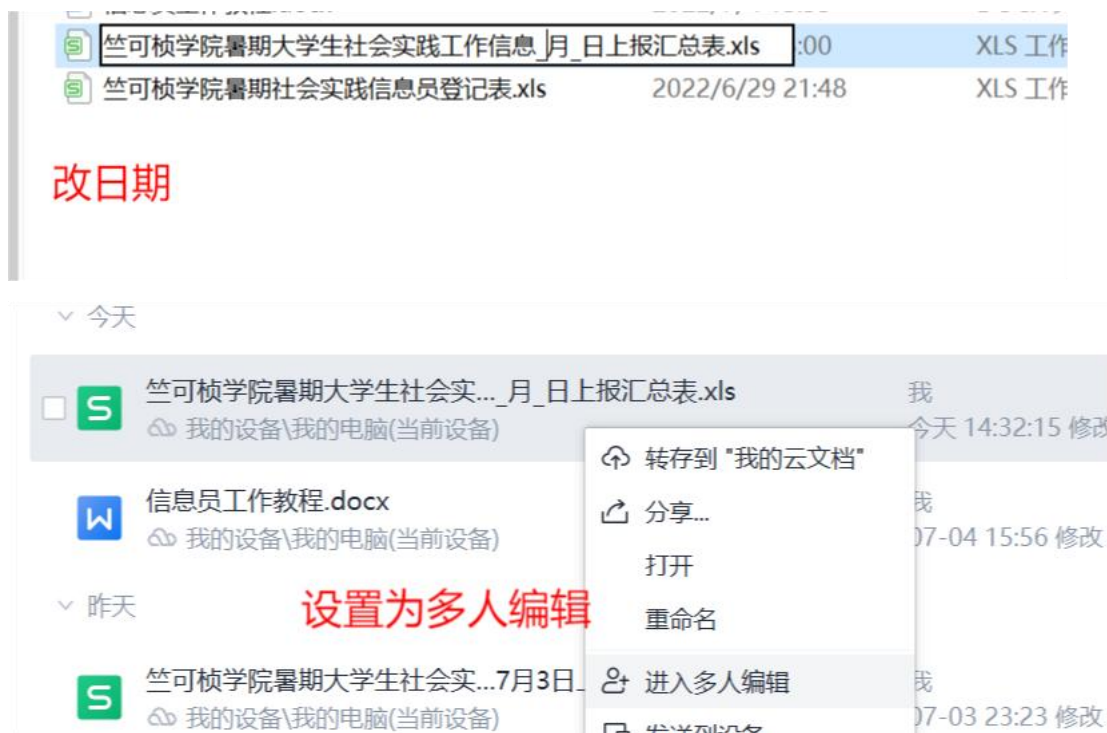 竺可桢学院暑期大学生社会实践工作信息_月_日上报汇总表.xls :00 XLS 工作
竺可桢学院暑期社会实践信息员登记表.xls 2022/6/29 21:48 XLS 工作
改日期
今天
竺可桢学院暑期大学生社会实..._月_日上报汇总表.xls 我
我的设备\我的电脑(当前设备) 今天 14:32:15 修改
转存到 "我的云文档"
信息员工作教程.docx 我
分享...
我的设备\我的电脑(当前设备) 07-04 15:56 修改
打开
昨天
设置为多人编辑
重命名
竺可桢学院暑期大学生社会实...7月3日 我
进入多人编辑
我的设备\我的电脑(当前设备) 07-03 23:23 修改